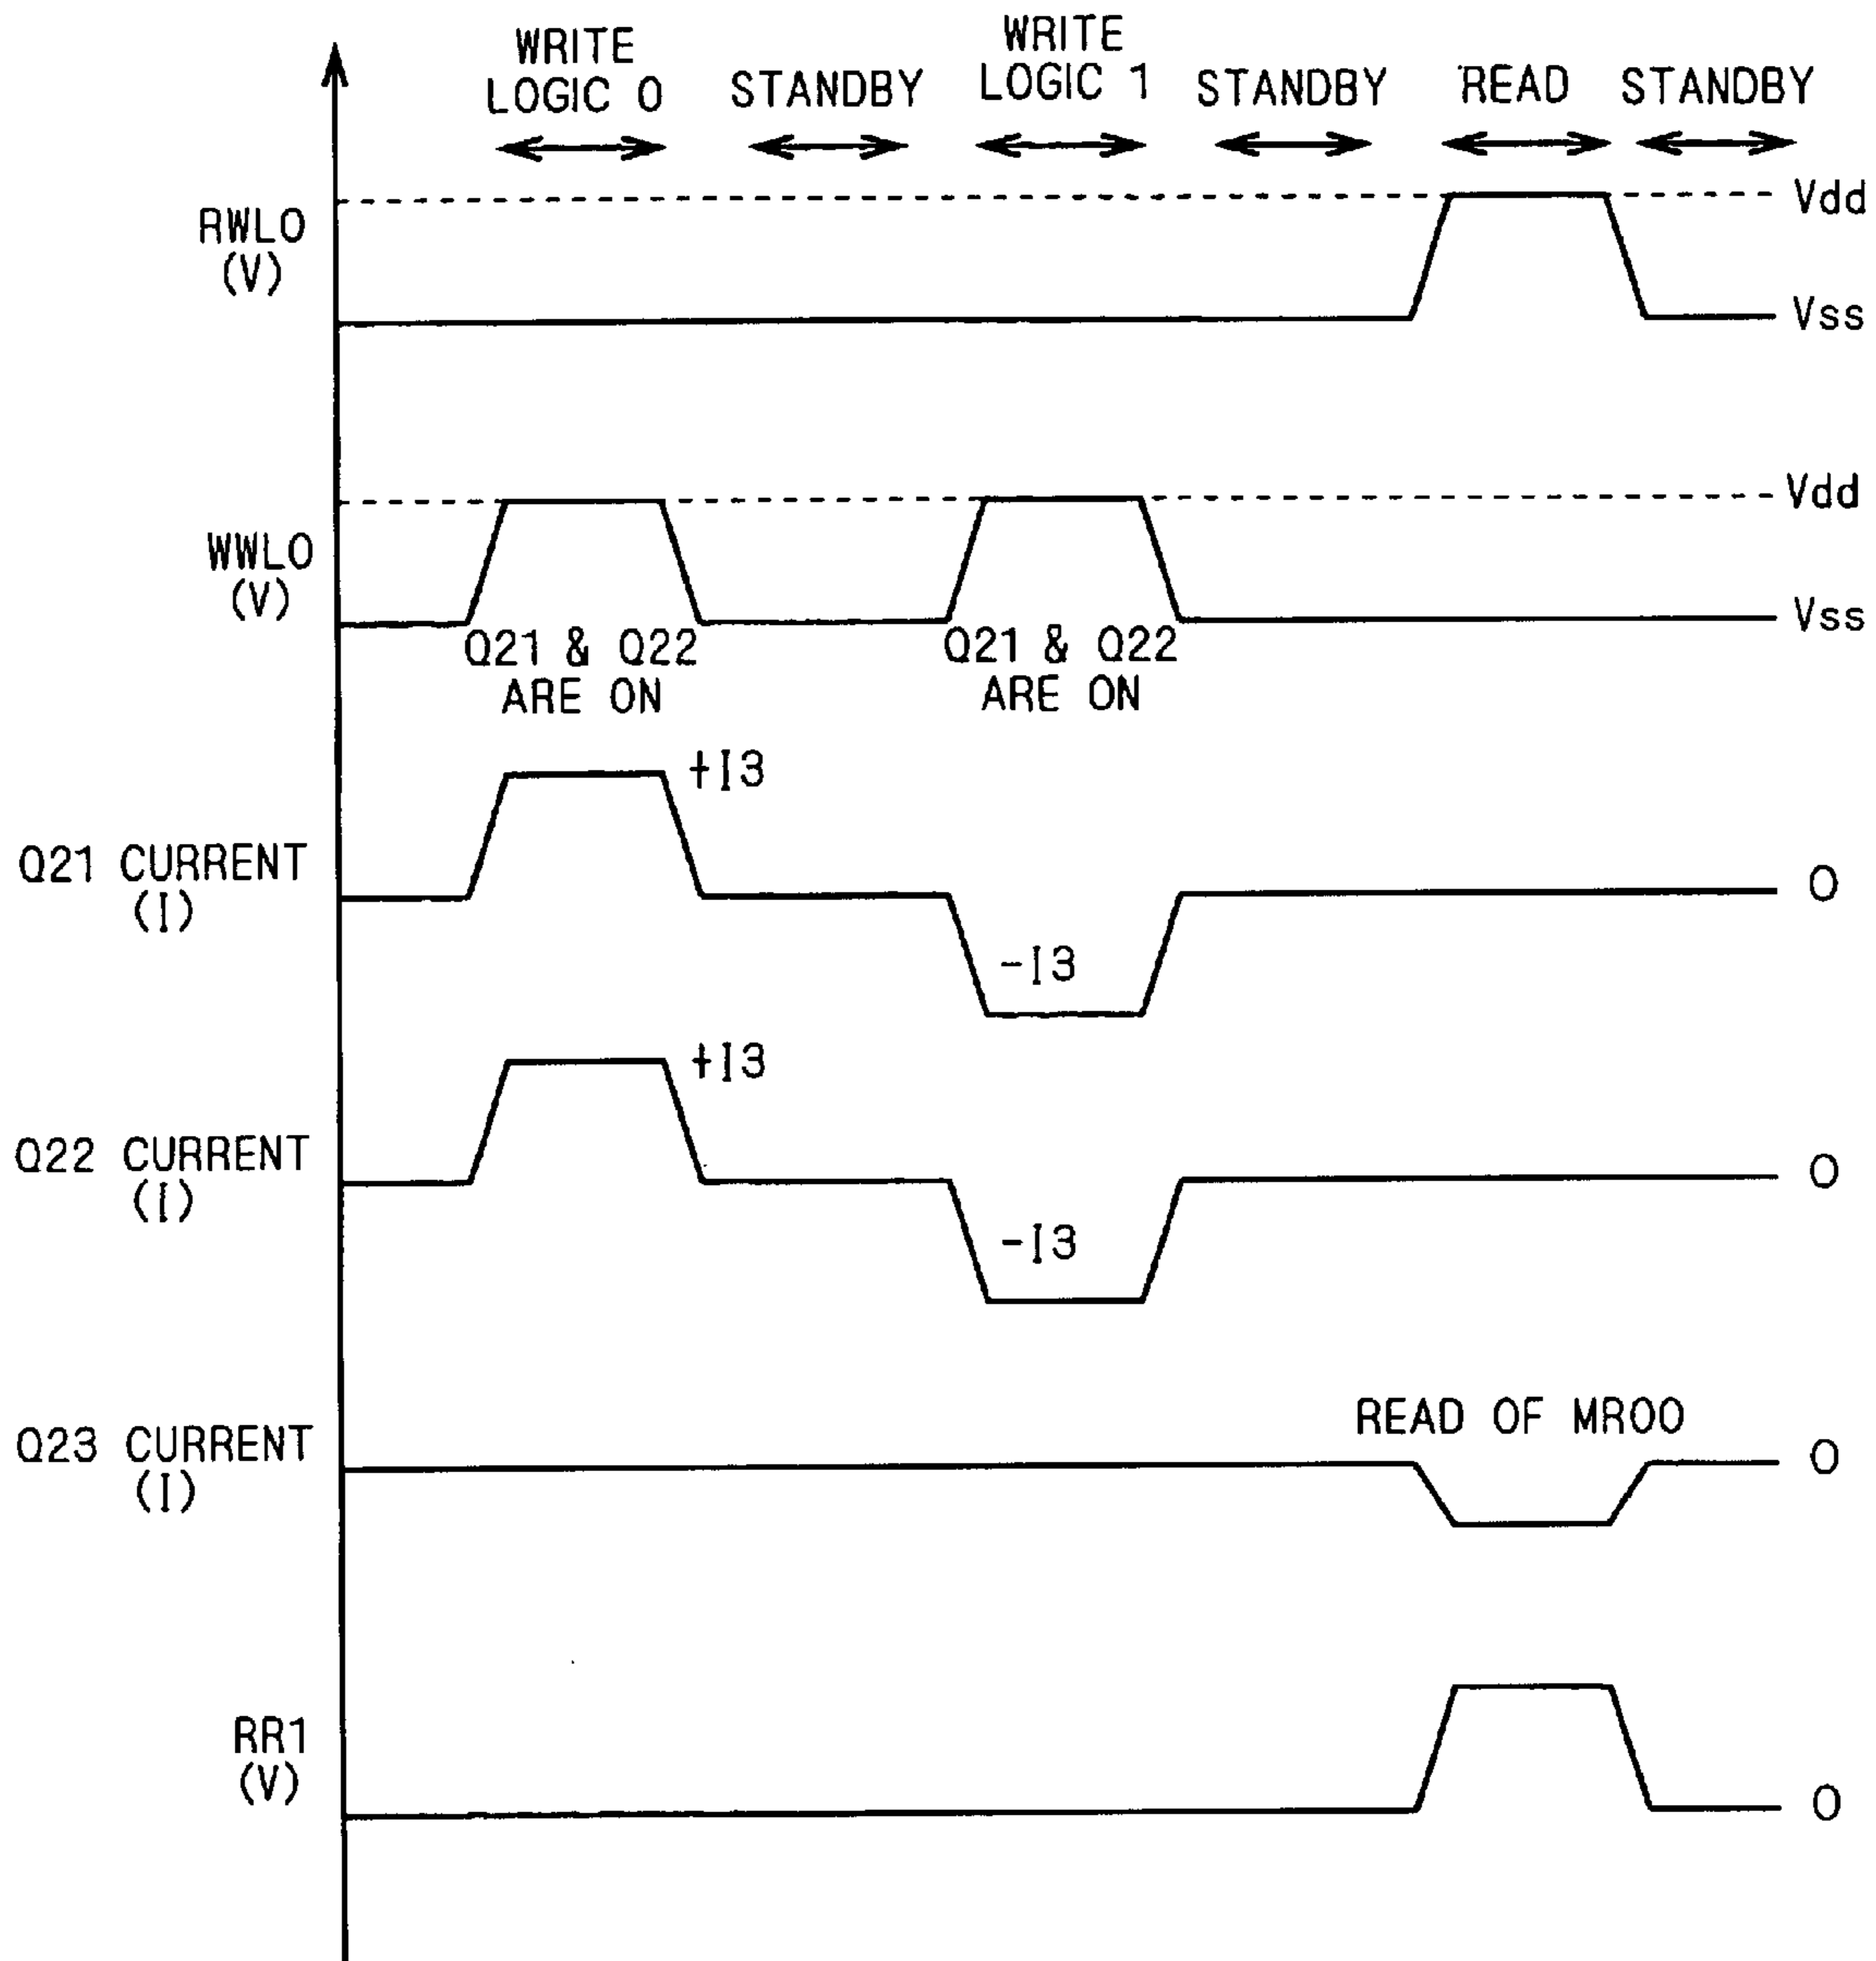 WRITE
LOGIC 0
STANDBY
WRITE
LOGIC 1
STANDBY
READ
STANDBY
RWL0
(V)
Vdd
Vss
WWL0
(V)
Vdd
Vss
Q21 & Q22
ARE ON
Q21 & Q22
ARE ON
Q21 CURRENT
(I)
+I3
-I3
0
Q22 CURRENT
(I)
+I3
-I3
0
Q23 CURRENT
(I)
READ OF MR00
0
RR1
(V)
0